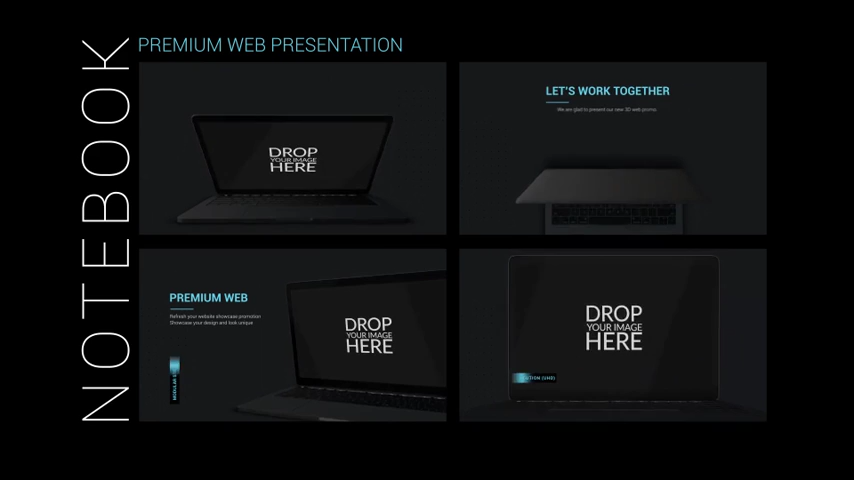 NOTEBOOK
PREMIUM WEB PRESENTATION
DROP
YOUR IMAGE
HERE
LET'S WORK TOGETHER
We are glad to present our new 3D web promo
PREMIUM WEB
Refresh your website showcase promotion
Showcase your design and look unique
MODULAR
DROP
YOUR IMAGE
HERE
DROP
YOUR IMAGE
HERE
(UHD)